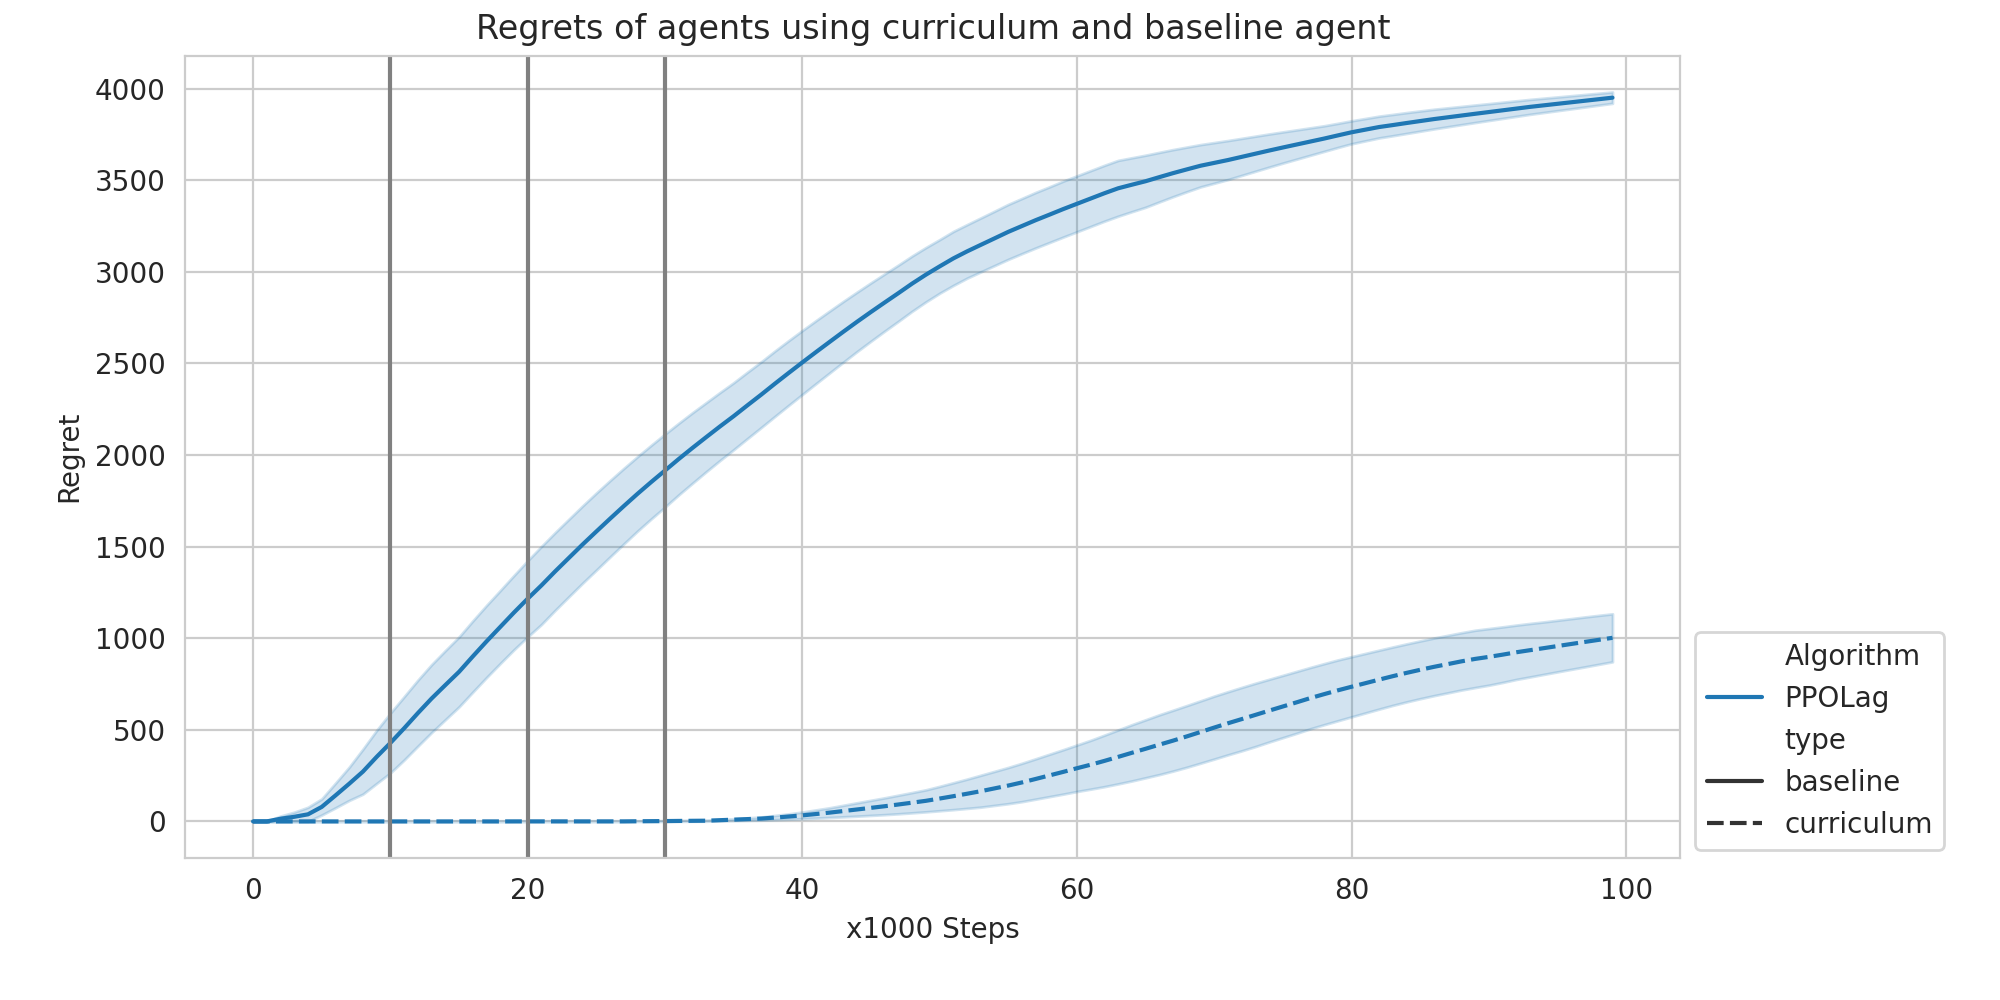 Regrets of agents using curriculum and baseline agent
4000
3500
3000
2500
2000
1500
1000
500
0
Regret
0 20 40 60 80 100
x1000 Steps
Algorithm
PPOLag
type
baseline
curriculum